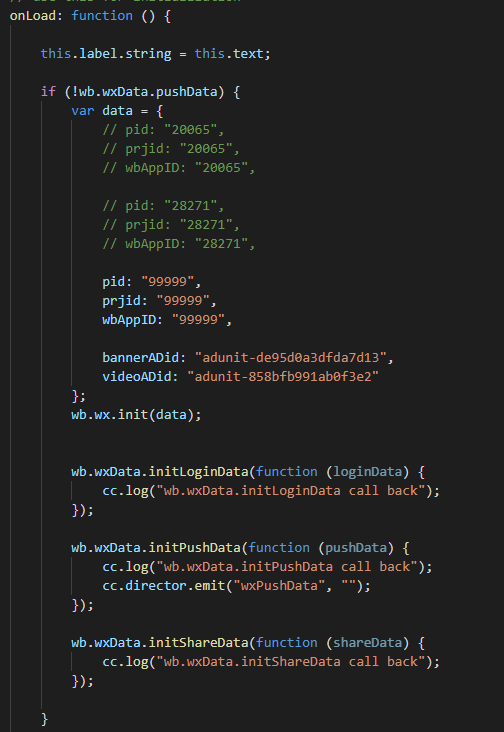 onLoad: function () {
this.label.string = this.text;
if (!wb.wxData.pushData) {
var data = {
// pid: "20065",
// prjid: "20065",
// wbAppID: "20065",
// pid: "28271",
// prjid: "28271",
// wbAppID: "28271",
pid: "99999",
prjid: "99999",
wbAppID: "99999",
bannerADid: "adunit-de95d0a3dfda7d13",
videoADid: "adunit-858bfb991ab0f3e2"
};
wb.wx.init(data);
wb.wxData.initLoginData(function (loginData) {
cc.log("wb.wxData.initLoginData call back");
});
wb.wxData.initPushData(function (pushData) {
cc.log("wb.wxData.initPushData call back");
cc.director.emit("wxPushData", "");
});
wb.wxData.initShareData(function (shareData) {
cc.log("wb.wxData.initShareData call back");
});
}